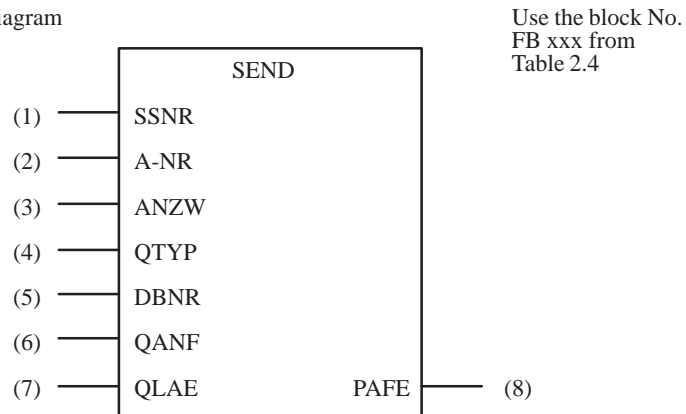 iagram
Use the block No.
FB xxx from
Table 2.4
SEND
(1) SSNR
(2) A-NR
(3) ANZW
(4) QTYP
(5) DBNR
(6) QANF
(7) QLAE PAFE (8)